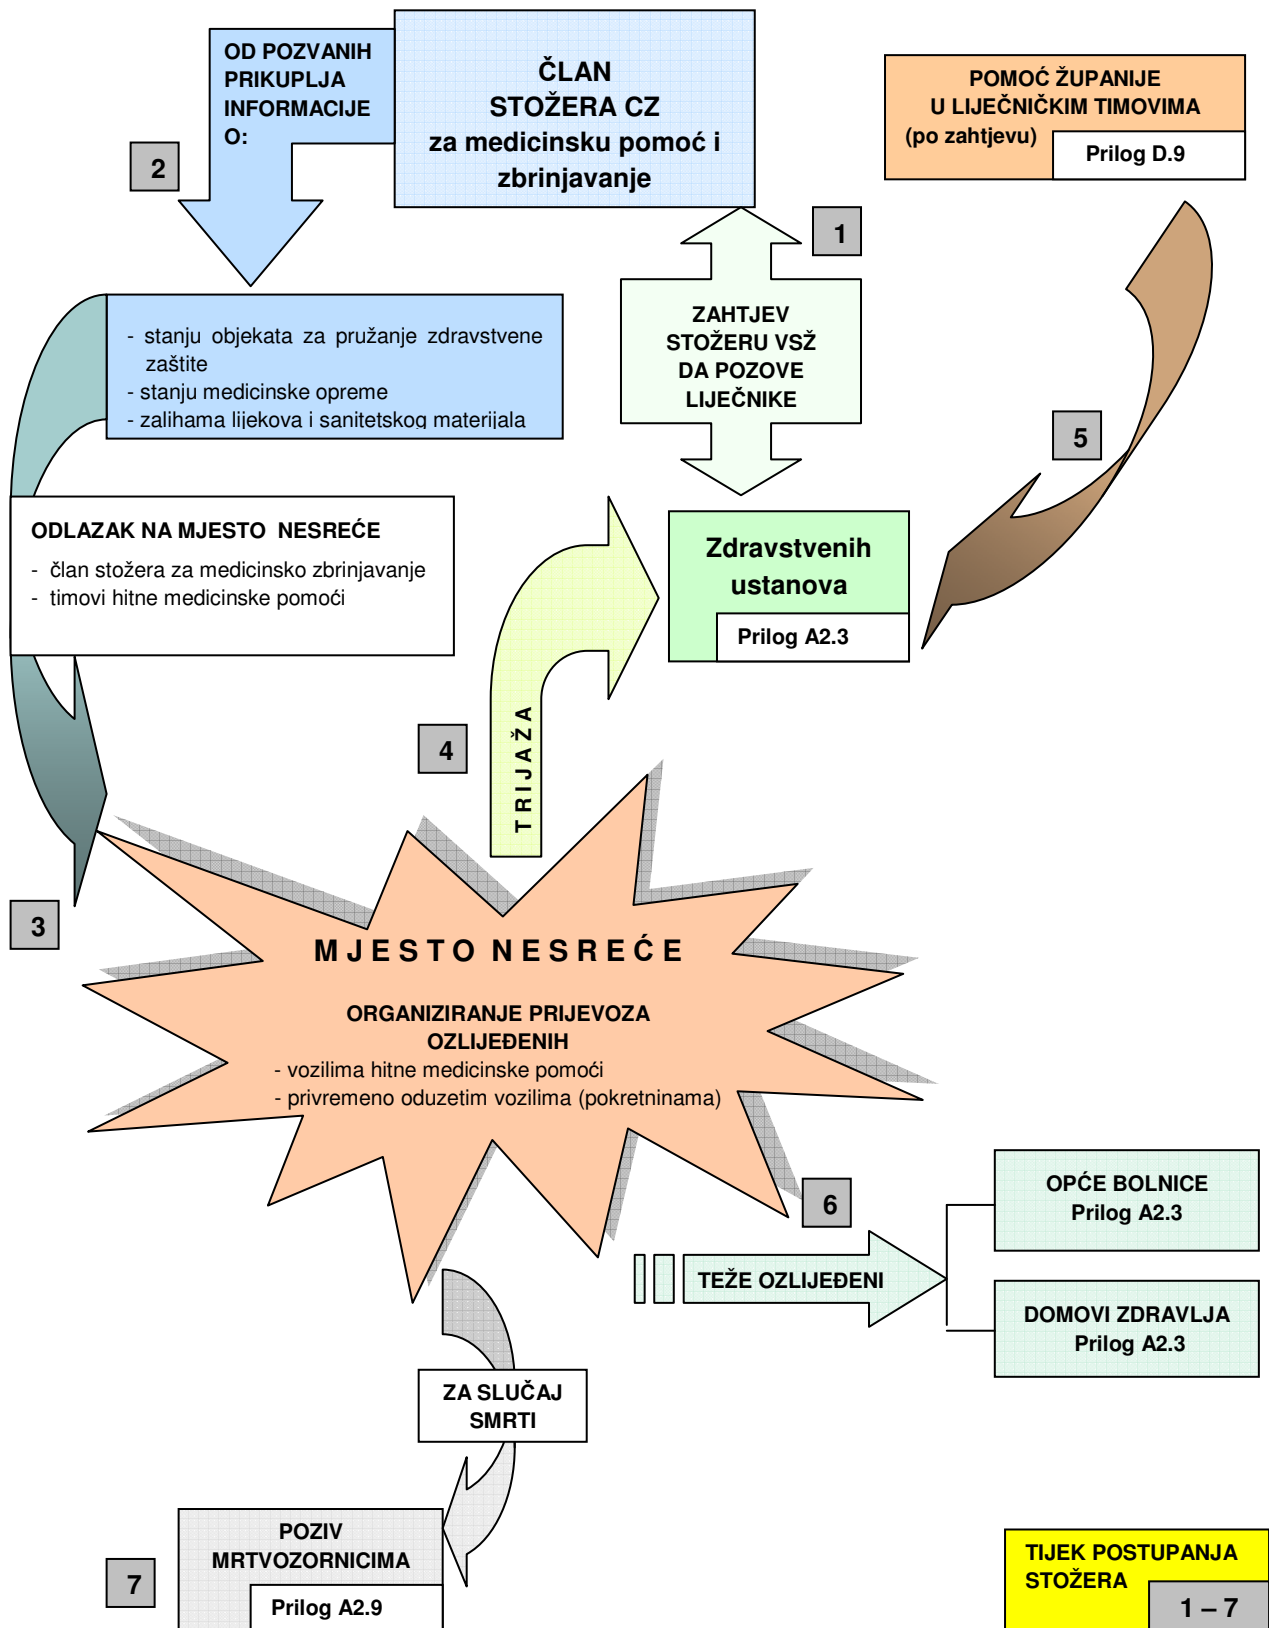 OD POZVANIH
PRIKUPLJA
INFORMACIJE
O:
ČLAN
STOŽERA CZ
za medicinsku pomoć i
zbrinjavanje
POMOĆ ŽUPANIJE
U LIJEČNIČKIM TIMOVIMA
(po zahtjevu)
Prilog D.9
2
1
ZAHTJEV
STOŽERU VSŽ
DA POZOVE
LIJEČNIKE
- stanju objekata za pružanje zdravstvene
zaštite
- stanju medicinske opreme
- zalihama lijekova i sanitetskog materijala
5
ODLAZAK NA MJESTO NESREĆE
- član stožera za medicinsko zbrinjavanje
- timovi hitne medicinske pomoći
Zdravstvenih
ustanova
Prilog A2.3
4
TRIJAŽA
3
MJESTO NESREĆE
ORGANIZIRANJE PRIJEVOZA
OZLIJEĐENIH
- vozilima hitne medicinske pomoći
- privremeno oduzetim vozilima (pokretninama)
6
TEŽE OZLIJEĐENI
OPĆE BOLNICE
Prilog A2.3
DOMOVI ZDRAVLJA
Prilog A2.3
ZA SLUČAJ
SMRTI
7
POZIV
MRTVOZORNICIMA
Prilog A2.9
TIJEK POSTUPANJA
STOŽERA
1 – 7